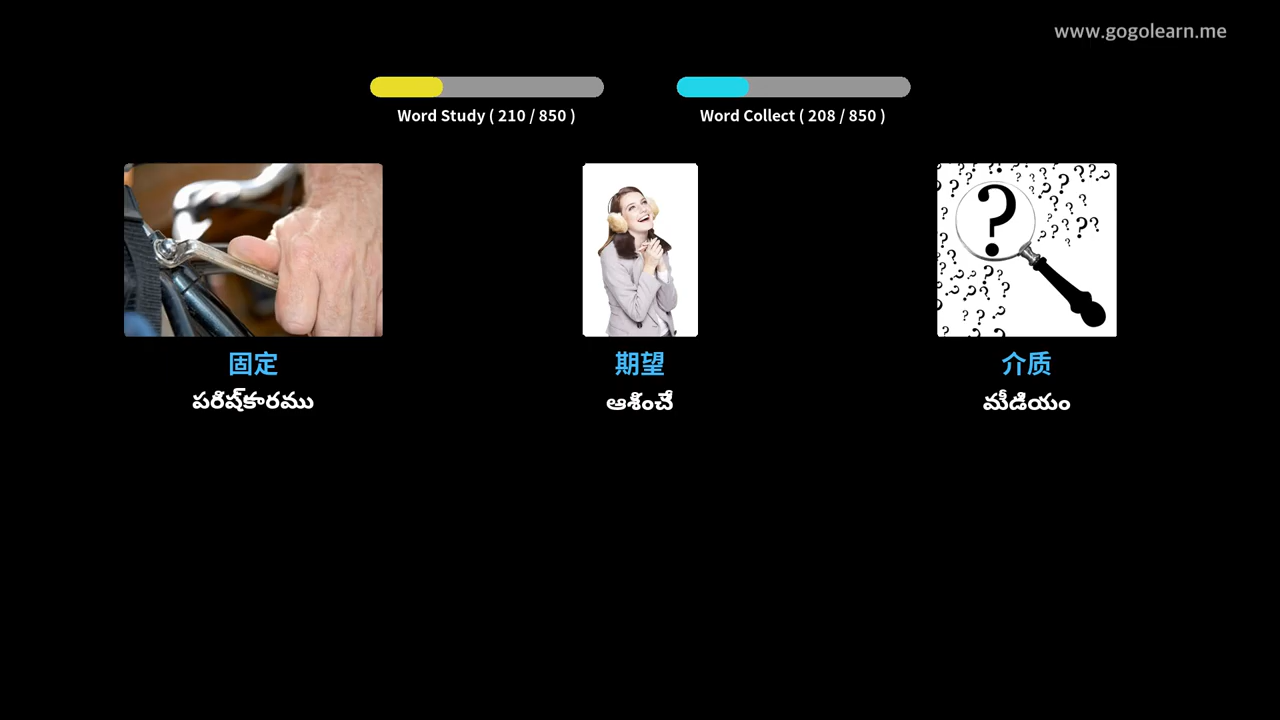 www.gogolearn.me
Word Study ( 210 / 850 )
Word Collect ( 208 / 850 )
固定
期望
介质
పరిష్కారము
ఆశించే
మీడియం